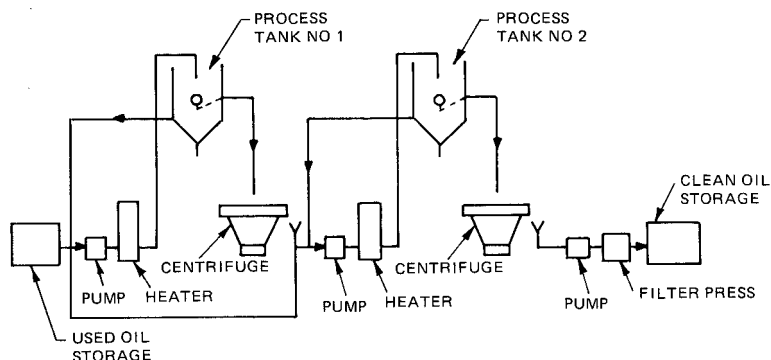 PROCESS
TANK NO 1
PROCESS
TANK NO 2
CLEAN OIL
STORAGE
CENTRIFUGE
CENTRIFUGE
PUMP
HEATER
PUMP
HEATER
PUMP
FILTER PRESS
USED OIL
STORAGE